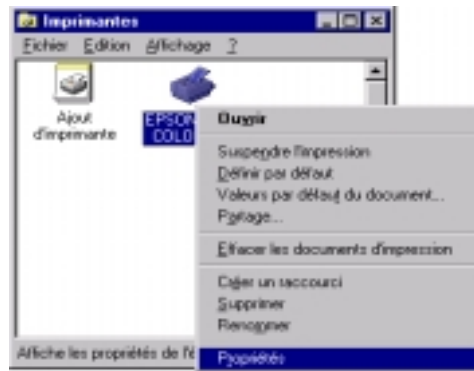 Imprimantes
Fichier Edition Affichage ?
Ajout
d'imprimante
EPSON
COLO
Ouvrir
Suspendre l'impression
Définir par défaut
Valeurs par défaut du document...
Partage...
Effacer les documents d'impression
Créer un raccourci
Supprimer
Renommer
Propriétés
Affiche les propriétés de l'é